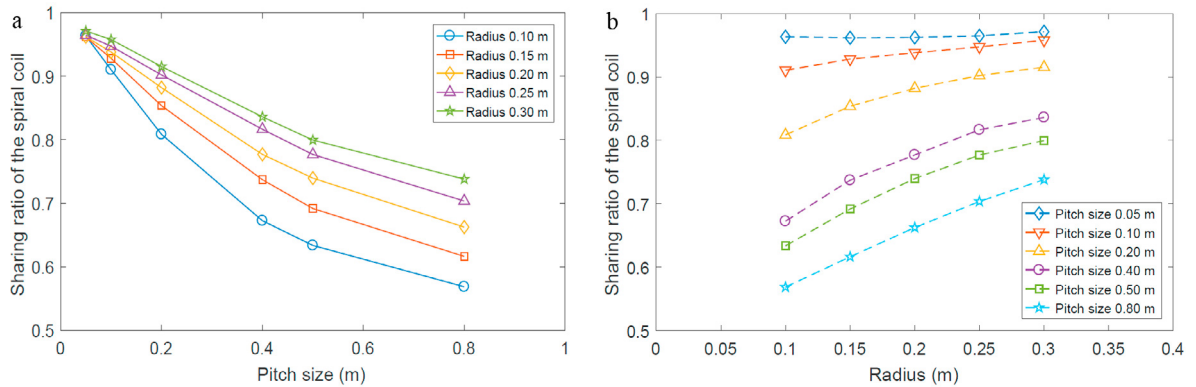 a
Sharing ratio of the spiral coil
1
0.9
0.8
0.7
0.6
0.5
0
0.2
0.4
0.6
0.8
1
Pitch size (m)
Radius 0.10 m
Radius 0.15 m
Radius 0.20 m
Radius 0.25 m
Radius 0.30 m
b
Sharing ratio of the spiral coil
1
0.9
0.8
0.7
0.6
0.5
0
0.05
0.1
0.15
0.2
0.25
0.3
0.35
0.4
Radius (m)
Pitch size 0.05 m
Pitch size 0.10 m
Pitch size 0.20 m
Pitch size 0.40 m
Pitch size 0.50 m
Pitch size 0.80 m